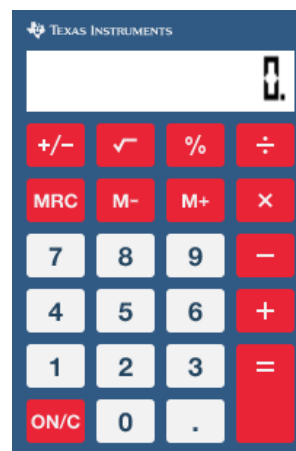 TEXAS INSTRUMENTS
0.
+/− √ % ÷
MRC M− M+ ×
7 8 9 −
4 5 6 +
1 2 3 =
ON/C 0 .